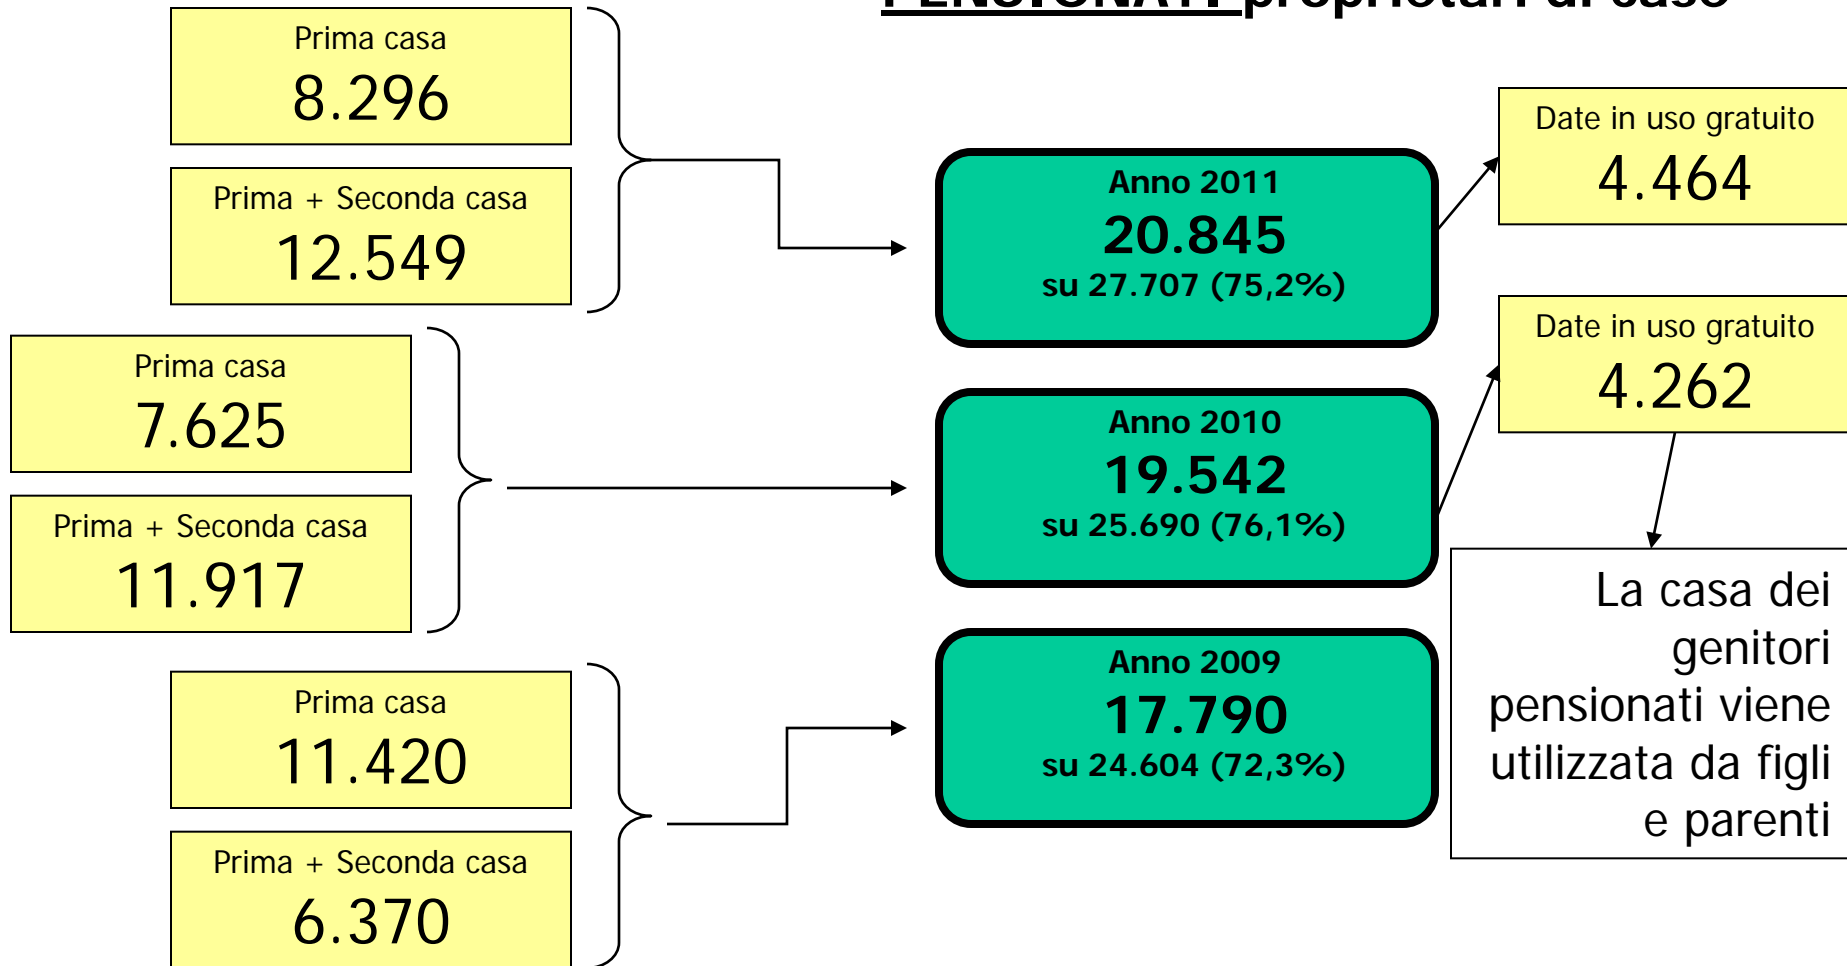 PENSIONATI proprietari di case
Prima casa
8.296
Prima + Seconda casa
12.549
Anno 2011
20.845
su 27.707 (75,2%)
Date in uso gratuito
4.464
Prima casa
7.625
Prima + Seconda casa
11.917
Anno 2010
19.542
su 25.690 (76,1%)
Date in uso gratuito
4.262
La casa dei
genitori
pensionati viene
utilizzata da figli
e parenti
Prima casa
11.420
Prima + Seconda casa
6.370
Anno 2009
17.790
su 24.604 (72,3%)